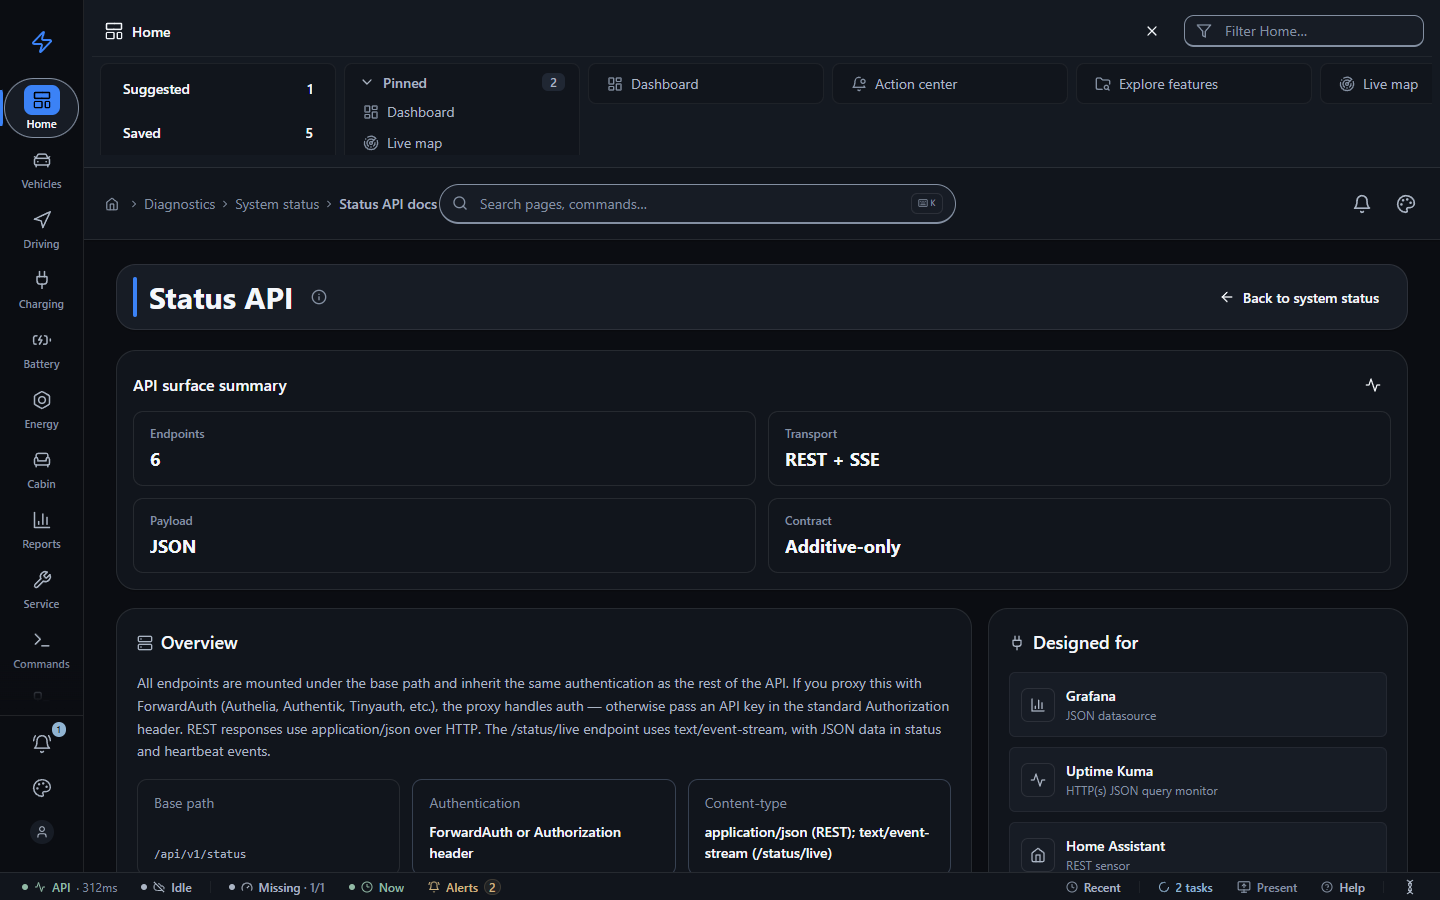 Home
Filter Home...
Suggested 1
Saved 5
Pinned 2
Dashboard
Live map
Dashboard
Action center
Explore features
Live map
Home
Vehicles
Driving
Charging
Battery
Energy
Cabin
Reports
Service
Commands
1
Diagnostics > System status > Status API docs
Search pages, commands...
K
Status API
Back to system status
API surface summary
Endpoints
6
Transport
REST + SSE
Payload
JSON
Contract
Additive-only
Overview
All endpoints are mounted under the base path and inherit the same authentication as the rest of the API. If you proxy this with
ForwardAuth (Authelia, Authentik, Tinyauth, etc.), the proxy handles auth — otherwise pass an API key in the standard Authorization
header. REST responses use application/json over HTTP. The /status/live endpoint uses text/event-stream, with JSON data in status
and heartbeat events.
Base path
/api/v1/status
Authentication
ForwardAuth or Authorization
header
Content-type
application/json (REST); text/event-
stream (/status/live)
Designed for
Grafana
JSON datasource
Uptime Kuma
HTTP(s) JSON query monitor
Home Assistant
REST sensor
API · 312ms
Idle
Missing · 1/1
Now
Alerts 2
Recent
2 tasks
Present
Help